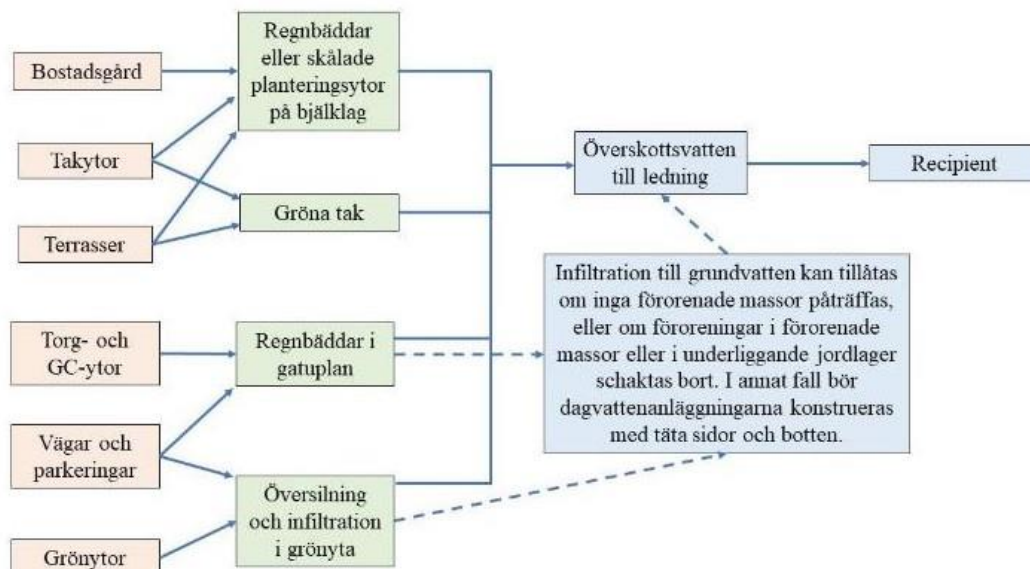 Bostadsgård
Takytor
Terrasser
Torg- och
GC-ytor
Vägar och
parkeringar
Grönytor
Regnbäddar
eller skålade
planteringsytor
på bjälklag
Gröna tak
Regnbäddar i
gatuplan
Översilning
och infiltration
i grönyta
Överskottsvatten
till ledning
Recipient
Infiltration till grundvatten kan tillåtas
om inga förorenade massor påträffas,
eller om föroreningar i förorenade
massor eller i underliggande jordlager
schaktas bort. I annat fall bör
dagvattenanläggningarna konstrueras
med täta sidor och botten.